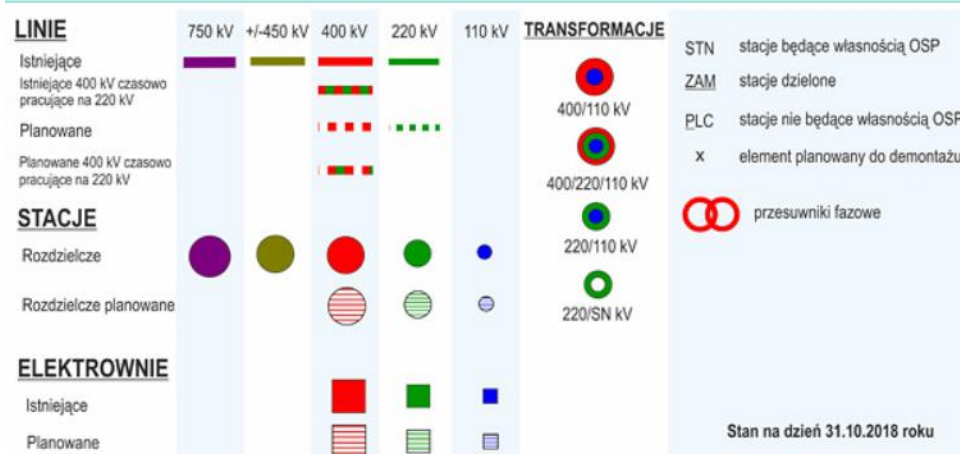 LINIE 750 kV +/-450 kV 400 kV 220 kV 110 kV TRANSFORMACJE
Istniejące
Istniejące 400 kV czasowo
pracujące na 220 kV
Planowane
Planowane 400 kV czasowo
pracujące na 220 kV
STACJE
Rozdzielcze
Rozdzielcze planowane
ELEKTROWNIE
Istniejące
Planowane
400/110 kV
400/220/110 kV
220/110 kV
220/SN kV
STN stacje będące własnością OSP
ZAM stacje dzielone
PLC stacje nie będące własnością OSP
x element planowany do demontażu
przesuwniki fazowe
Stan na dzień 31.10.2018 roku